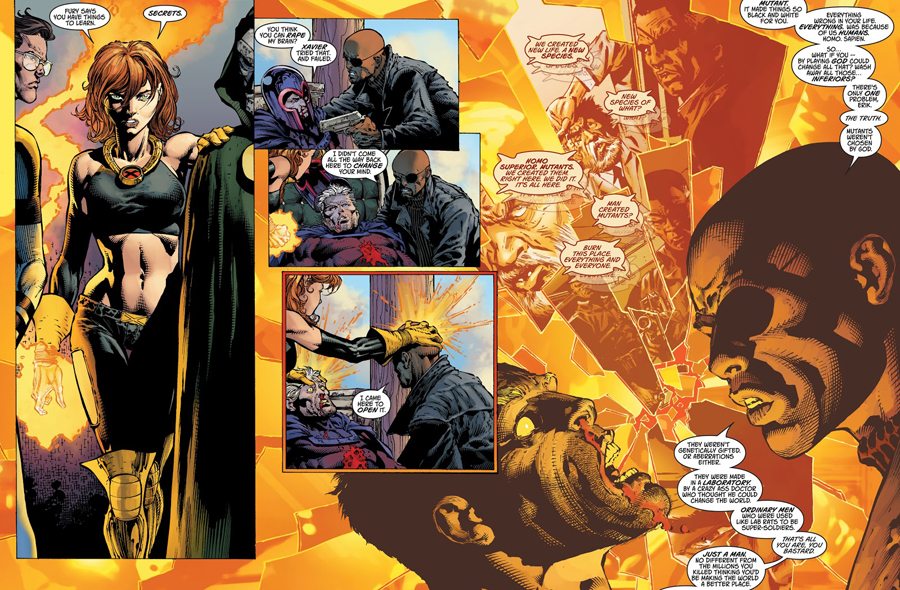 FURY SAYS
YOU HAVE THINGS
TO LEARN.
SECRETS.
YOU THINK
YOU CAN RAPE
MY BRAIN?
XAVIER
TRIED THAT.
AND FAILED.
I DIDN'T COME
ALL THE WAY BACK
HERE TO CHANGE
YOUR MIND.
I CAME
HERE TO
OPEN IT.
WE CREATED
NEW LIFE. A NEW
SPECIES.
NEW
SPECIES OF
WHAT?
HOMO
SUPERIOR. MUTANTS.
WE CREATED THEM
RIGHT HERE. WE DID IT.
IT'S ALL HERE.
MAN
CREATED
MUTANTS?
BURN
THIS PLACE.
EVERYTHING AND
EVERYONE.
MUTANT.
IT MADE THINGS SO
BLACK AND WHITE
FOR YOU.
EVERYTHING
WRONG IN YOUR LIFE.
EVERYTHING. WAS BECAUSE
OF US HUMANS.
HOMO. SAPIEN.
SO...
WHAT IF YOU --
BY PLAYING GOD COULD
CHANGE ALL THAT? WASH
AWAY ALL THOSE...
INFERIORS?
THERE'S
ONLY ONE
PROBLEM,
ERIK.
THE TRUTH.
MUTANTS
WEREN'T
CHOSEN
BY GOD.
THEY WEREN'T
GENETICALLY GIFTED.
OR ABERRATIONS
EITHER.
THEY WERE MADE
IN A LABORATORY.
BY A CRAZY ASS DOCTOR
WHO THOUGHT HE COULD
CHANGE THE WORLD.
ORDINARY MEN
WHO WERE USED
LIKE LAB RATS TO BE
SUPER-SOLDIERS.
THAT'S ALL
YOU ARE, YOU
BASTARD.
JUST A MAN.
NO DIFFERENT FROM
THE MILLIONS YOU
KILLED THINKING YOU'D
BE MAKING THE WORLD
A BETTER PLACE.